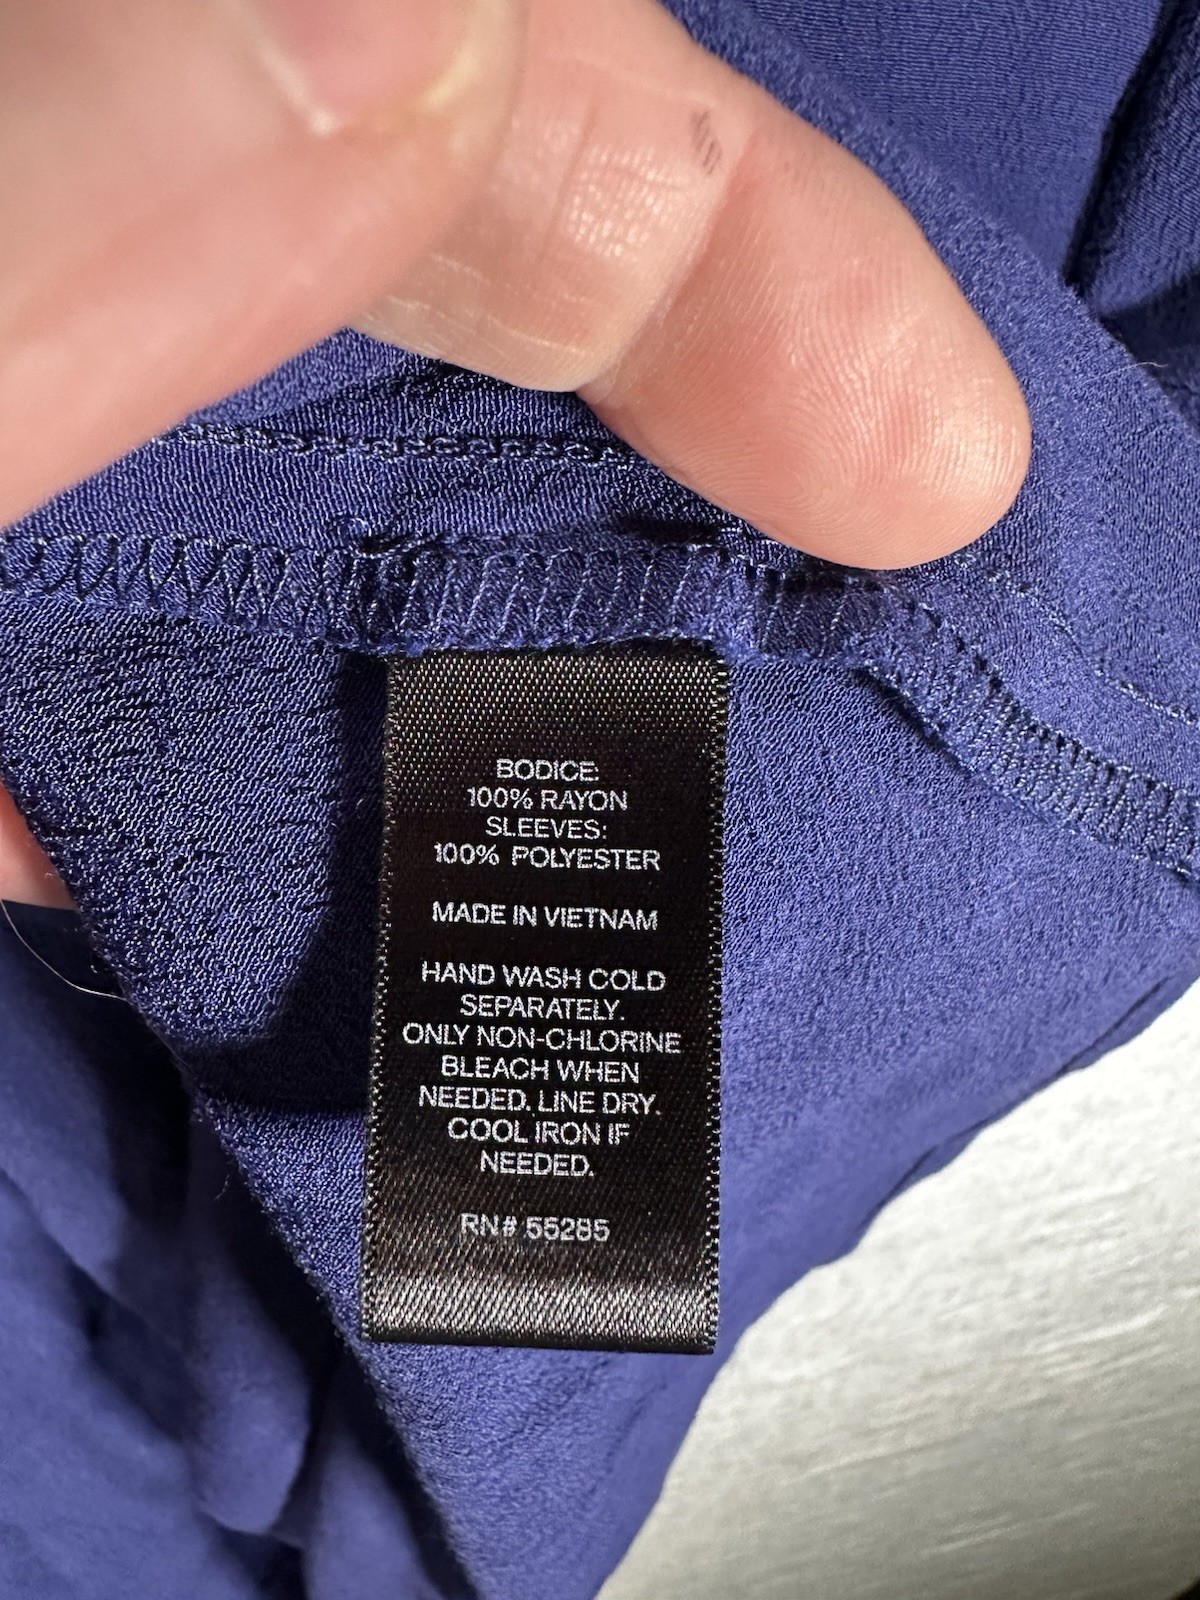 BODICE:
100% RAYON
SLEEVES:
100% POLYESTER
MADE IN VIETNAM
HAND WASH COLD
SEPARATELY.
ONLY NON-CHLORINE
BLEACH WHEN
NEEDED. LINE DRY.
COOL IRON IF
NEEDED.
RN# 55285